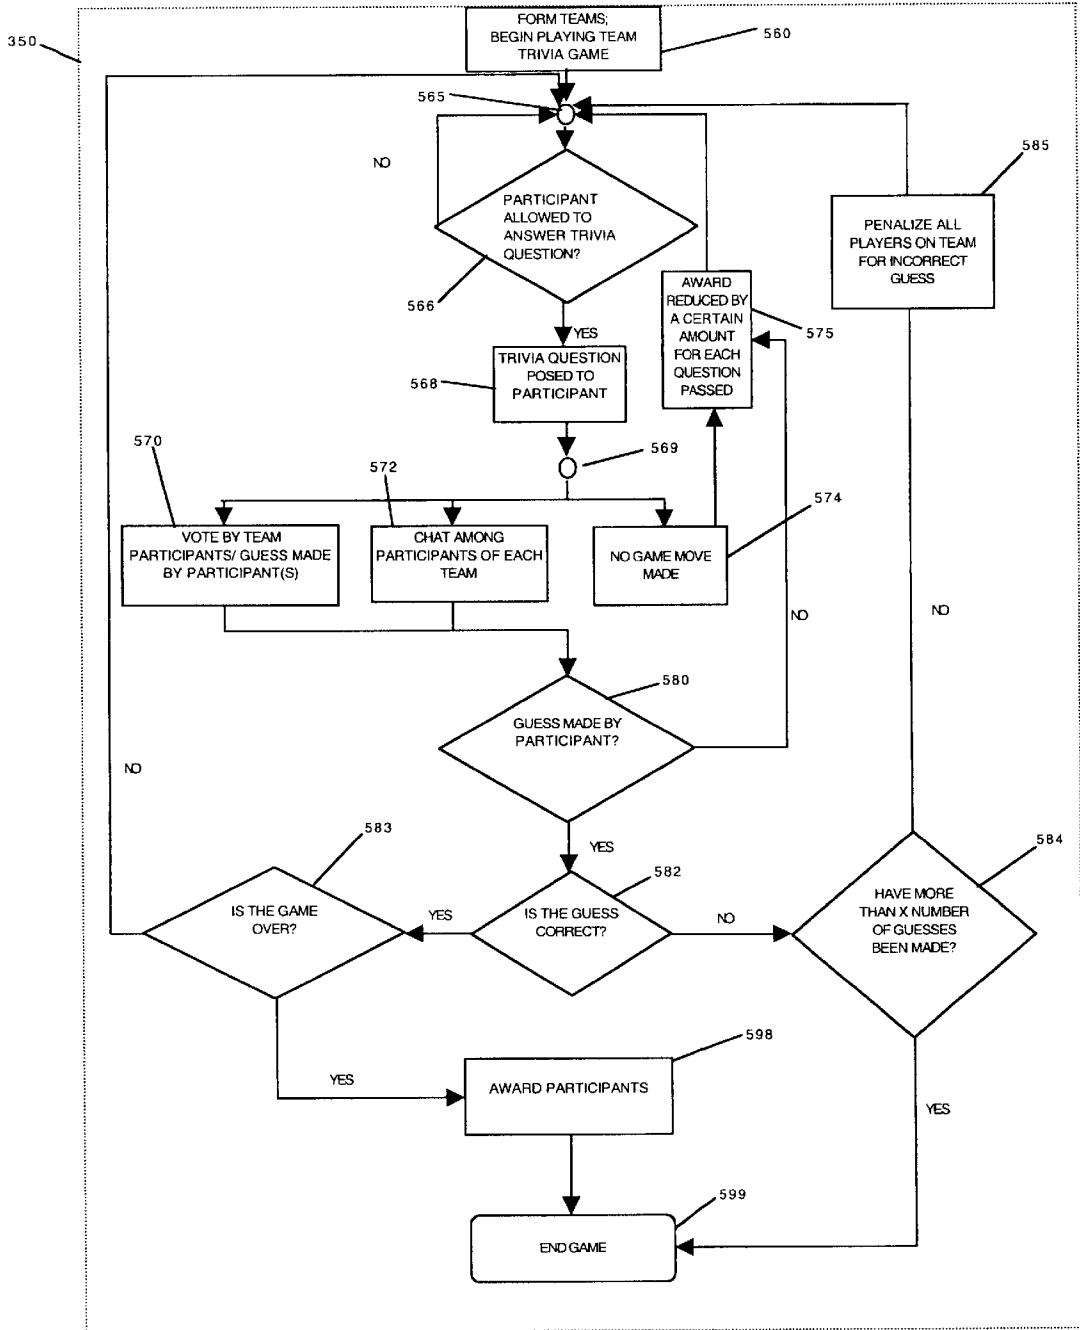 FORM TEAMS;
BEGIN PLAYING TEAM
TRIVIA GAME
560
350
565
NO
585
PARTICIPANT
ALLOWED TO
ANSWER TRIVIA
QUESTION?
566
PENALIZE ALL
PLAYERS ON TEAM
FOR INCORRECT
GUESS
AWARD
REDUCED BY
A CERTAIN
AMOUNT
FOR EACH
QUESTION
PASSED
575
YES
TRIVIA QUESTION
POSED TO
PARTICIPANT
568
569
570
572
574
VOTE BY TEAM
PARTICIPANTS/ GUESS MADE
BY PARTICIPANT(S)
CHAT AMONG
PARTICIPANTS OF EACH
TEAM
NO GAME MOVE
MADE
NO
NO
580
GUESS MADE BY
PARTICIPANT?
NO
YES
583
582
584
IS THE GAME
OVER?
YES
IS THE GUESS
CORRECT?
NO
HAVE MORE
THAN X NUMBER
OF GUESSES
BEEN MADE?
598
YES
AWARD PARTICIPANTS
YES
599
END GAME